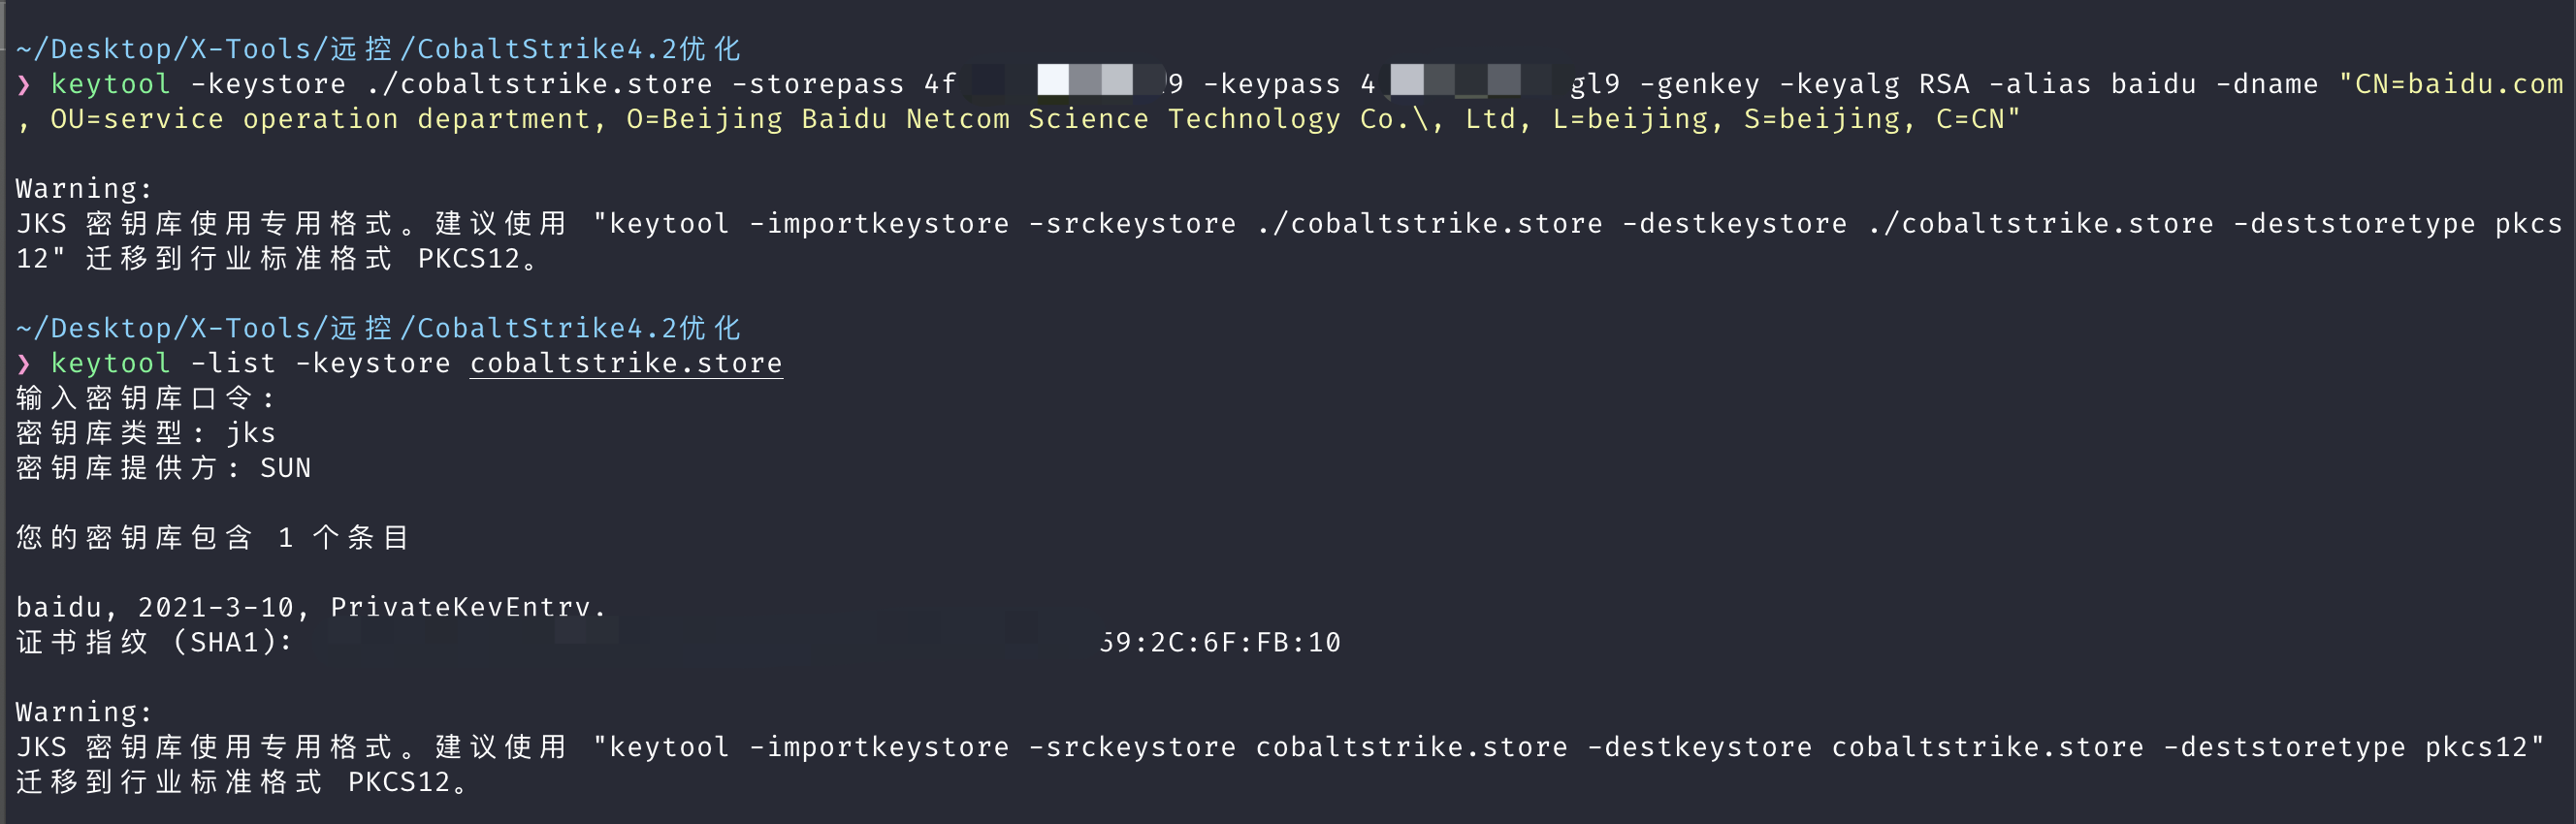 ~/Desktop/X-Tools/远控/CobaltStrike4.2优化
❯ keytool -keystore ./cobaltstrike.store -storepass 4f 9 -keypass 4 gl9 -genkey -keyalg RSA -alias baidu -dname "CN=baidu.com
, OU=service operation department, O=Beijing Baidu Netcom Science Technology Co.\, Ltd, L=beijing, S=beijing, C=CN"
Warning:
JKS 密钥库使用专用格式。建议使用 "keytool -importkeystore -srckeystore ./cobaltstrike.store -destkeystore ./cobaltstrike.store -deststoretype pkcs
12" 迁移到行业标准格式 PKCS12。
~/Desktop/X-Tools/远控/CobaltStrike4.2优化
❯ keytool -list -keystore cobaltstrike.store
输入密钥库口令:
密钥库类型: jks
密钥库提供方: SUN
您的密钥库包含 1 个条目
baidu, 2021-3-10, PrivateKeyEntry,
证书指纹 (SHA1): 59:2C:6F:FB:10
Warning:
JKS 密钥库使用专用格式。建议使用 "keytool -importkeystore -srckeystore cobaltstrike.store -destkeystore cobaltstrike.store -deststoretype pkcs12"
迁移到行业标准格式 PKCS12。